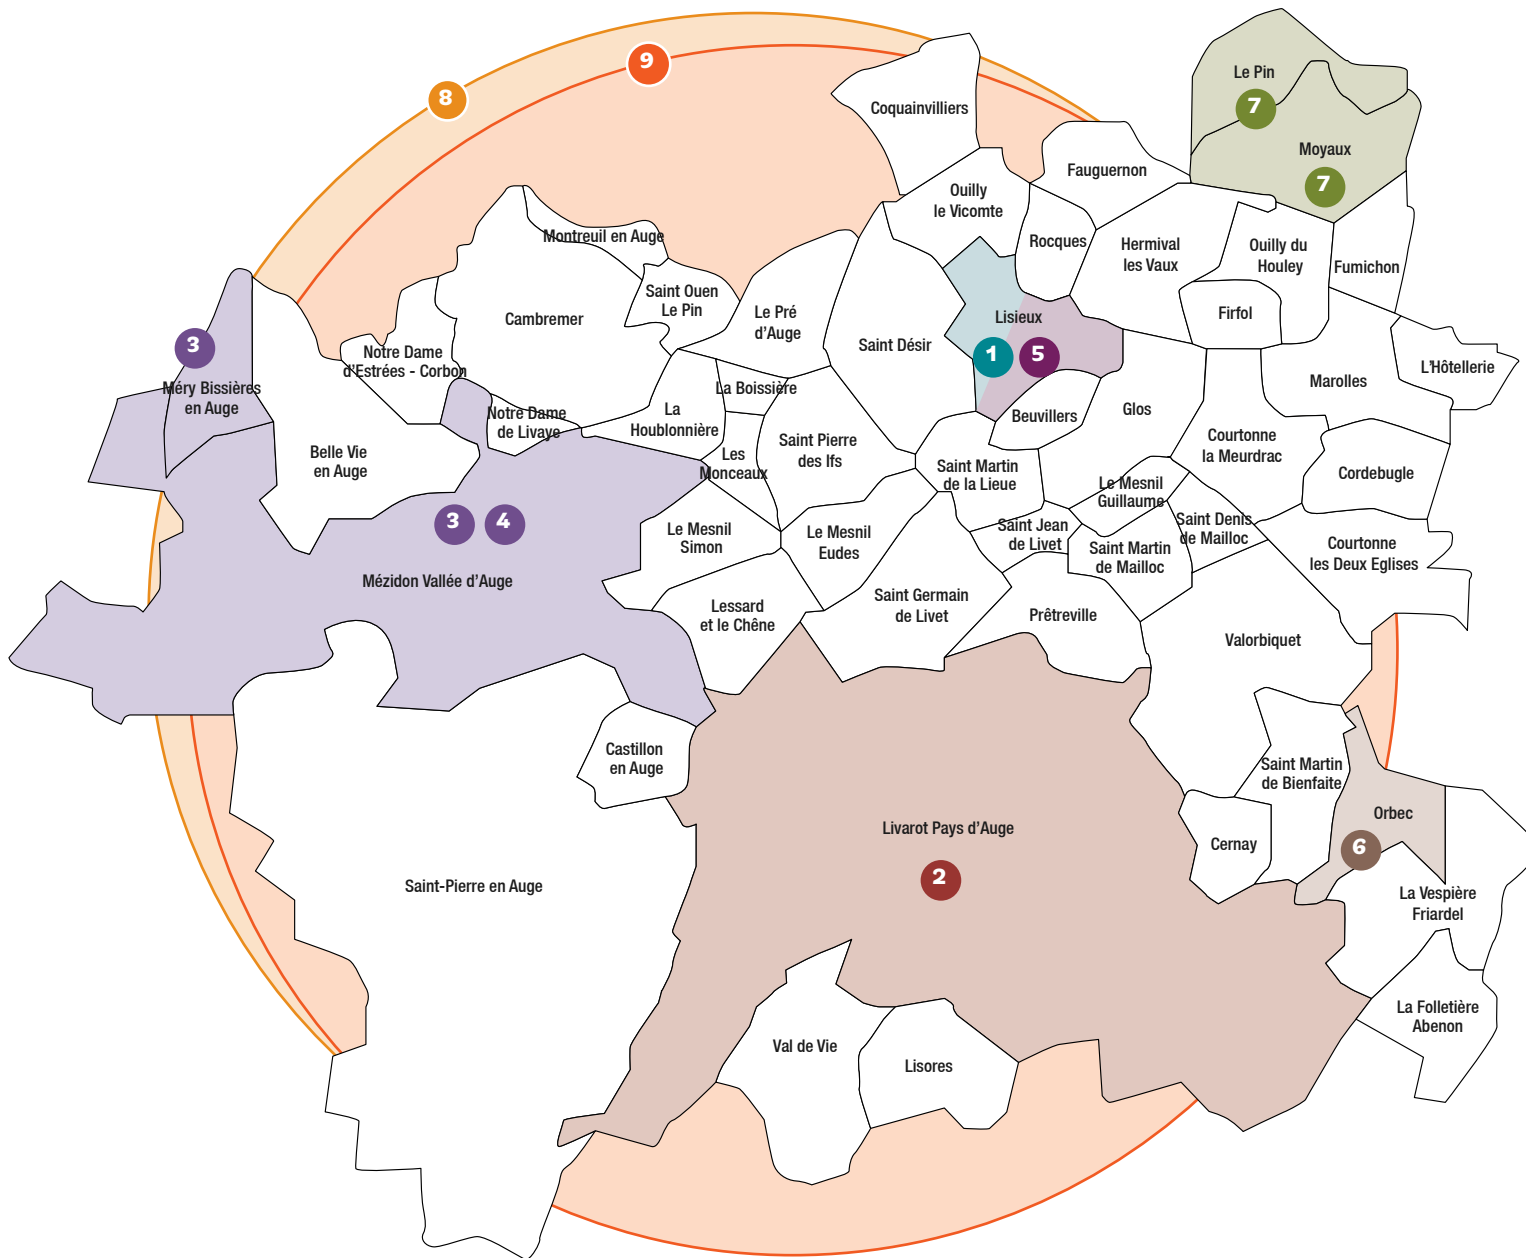 9
8
Le Pin
7
Coquainvilliers
Moyaux
7
Fauguernon
Ouilly
le Vicomte
Montreuil en Auge
Rocques
Hermival
les Vaux
Ouilly du
Houley
Fumichon
Saint Ouen
Le Pin
Cambremer
Le Pré
d'Auge
Firfol
Lisieux
1
5
3
Saint Désir
Notre Dame
d'Estrées - Corbon
Méry Bissières
en Auge
L'Hôtellerie
Marolles
La Boissière
Notre Dame
de Livaye
La
Houblonnière
Beuvillers
Glos
Belle Vie
en Auge
Saint Pierre
des Ifs
Courtonne
la Meurdrac
Les
Monceaux
Saint Martin
de la Lieue
Cordebugle
Le Mesnil
Guillaume
3
4
Le Mesnil
Simon
Le Mesnil
Eudes
Saint Jean
de Livet
Saint Denis
de Mailloc
Saint Martin
de Mailloc
Courtonne
les Deux Eglises
Mézidon Vallée d'Auge
Lessard
et le Chêne
Saint Germain
de Livet
Prêtreville
Valorbiquet
Castillon
en Auge
Saint Martin
de Bienfaite
Orbec
6
Livarot Pays d'Auge
2
Cernay
Saint-Pierre en Auge
La Vespière
Friardel
La Folletière
Abenon
Val de Vie
Lisores